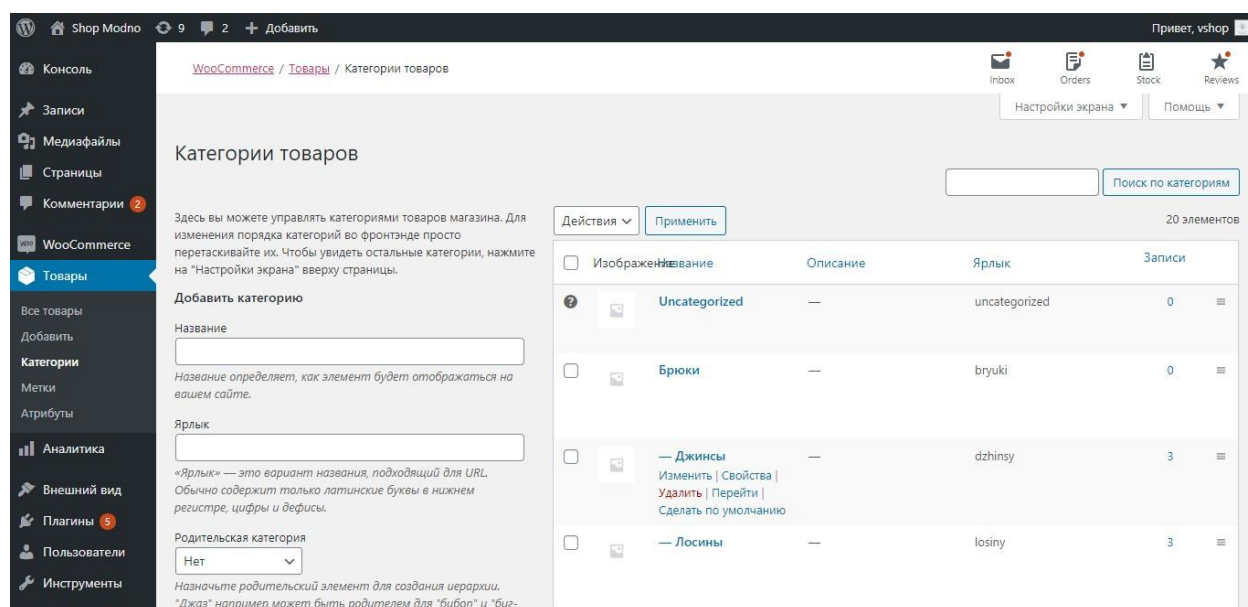 Shop Modno 9 2 + Добавить
Привет, vshop
Консоль
Записи
Медиафайлы
Страницы
Комментарии 2
WooCommerce
Товары
Все товары
Добавить
Категории
Метки
Атрибуты
Аналитика
Внешний вид
Плагины 5
Пользователи
Инструменты
WooCommerce / Товары / Категории товаров
Inbox
Orders
Stock
Reviews
Настройки экрана ▼
Помощь ▼
Категории товаров
Поиск по категориям
Здесь вы можете управлять категориями товаров магазина. Для
изменения порядка категорий во фронтэнде просто
перетаскивайте их. Чтобы увидеть остальные категории, нажмите
на "Настройки экрана" вверху страницы.
Добавить категорию
Название
Название определяет, как элемент будет отображаться на
вашем сайте.
Ярлык
«Ярлык» — это вариант названия, подходящий для URL.
Обычно содержит только латинские буквы в нижнем
регистре, цифры и дефисы.
Родительская категория
Нет
Назначьте родительский элемент для создания иерархии.
"Джаз" например может быть родителем для "бибоп" и "биг-
Действия
Применить
20 элементов
Изображение Название Описание Ярлык Записи
Uncategorized — uncategorized 0
Брюки — bryuki 0
— Джинсы — dzhinsy 3
Изменить | Свойства |
Удалить | Перейти |
Сделать по умолчанию
— Лосины — losiny 3